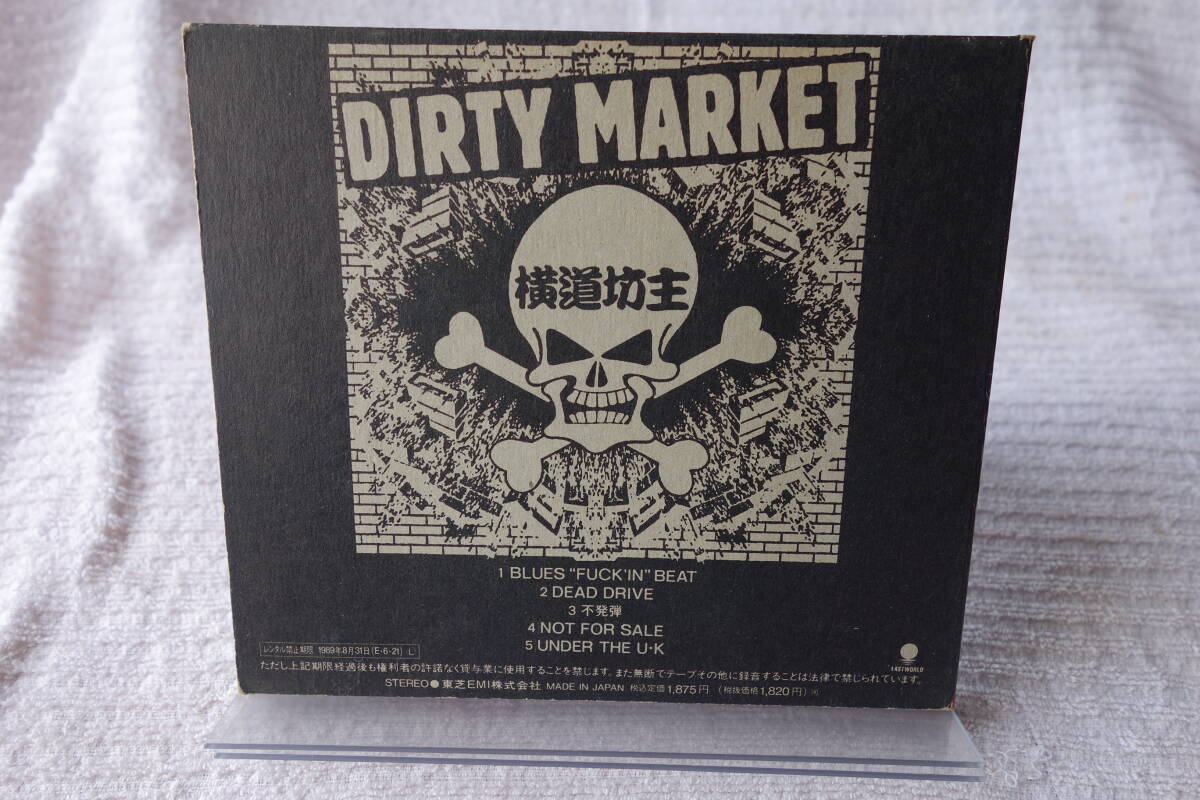 DIRTY MARKET
横道坊主
1 BLUES "FUCK'IN" BEAT
2 DEAD DRIVE
3 不発弾
4 NOT FOR SALE
5 UNDER THE U·K
レンタル禁止期限 1989年8月31日(E・6・21) L
EASTWORLD
ただし上記期限経過後も権利者の許諾なく貸与業に使用することを禁じます。また無断でテープその他に録音することは法律で禁じられています。
STEREO● 東芝EMI株式会社 MADE IN JAPAN 税込定価1,875円 (税抜価格1,820円)